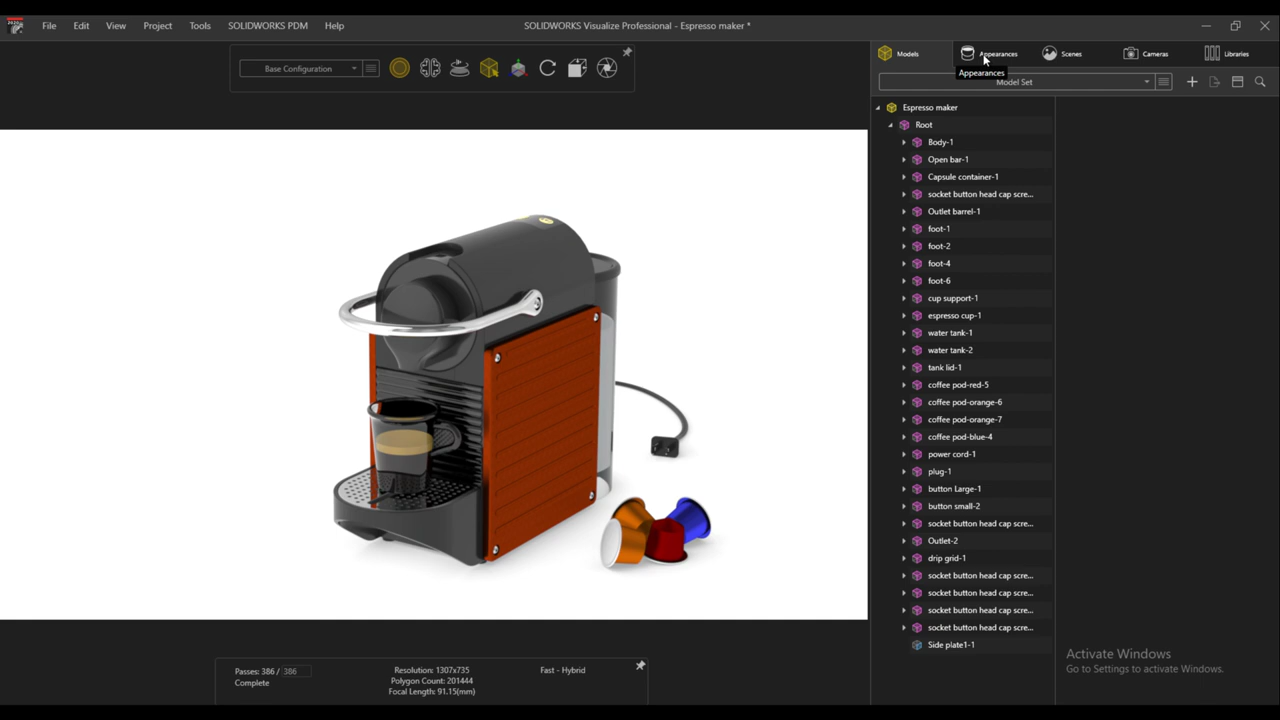 File Edit View Project Tools SOLIDWORKS PDM Help
SOLIDWORKS Visualize Professional - Espresso maker *
Base Configuration
Models
Appearances
Scenes
Cameras
Libraries
Appearances
Model Set
Espresso maker
Root
Body-1
Open bar-1
Capsule container-1
socket button head cap scre...
Outlet barrel-1
foot-1
foot-2
foot-4
foot-6
cup support-1
espresso cup-1
water tank-1
water tank-2
tank lid-1
coffee pod-red-5
coffee pod-orange-6
coffee pod-orange-7
coffee pod-blue-4
power cord-1
plug-1
button Large-1
button small-2
socket button head cap scre...
Outlet-2
drip grid-1
socket button head cap scre...
socket button head cap scre...
socket button head cap scre...
socket button head cap scre...
Side plate1-1
Passes: 386 / 386
Complete
Resolution: 1307x735
Polygon Count: 201444
Focal Length: 91.15(mm)
Fast - Hybrid
Activate Windows
Go to Settings to activate Windows.